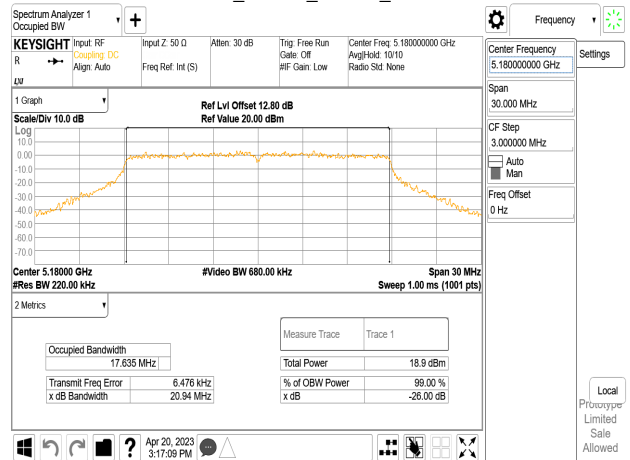 Spectrum Analyzer 1
Occupied BW
▼
+
Frequency
▼
KEYSIGHT
R
LXI
Input: RF
Coupling: DC
Align: Auto
Input Z: 50 Ω
Freq Ref: Int (S)
Atten: 30 dB
Trig: Free Run
Gate: Off
#IF Gain: Low
Center Freq: 5.180000000 GHz
Avg|Hold: 10/10
Radio Std: None
Center Frequency
5.180000000 GHz
Settings
Span
30.000 MHz
CF Step
3.000000 MHz
Auto
Man
Freq Offset
0 Hz
1 Graph
▼
Scale/Div 10.0 dB
Ref Lvl Offset 12.80 dB
Ref Value 20.00 dBm
Log
10.0
0.00
-10.0
-20.0
-30.0
-40.0
-50.0
-60.0
-70.0
Center 5.18000 GHz
#Video BW 680.00 kHz
Span 30 MHz
#Res BW 220.00 kHz
Sweep 1.00 ms (1001 pts)
2 Metrics
▼
Measure Trace
Trace 1
Occupied Bandwidth
17.635 MHz
Total Power
18.9 dBm
Transmit Freq Error
6.476 kHz
% of OBW Power
99.00 %
x dB Bandwidth
20.94 MHz
x dB
-26.00 dB
Local
Prototype
Limited
Sale
Allowed
?
Apr 20, 2023
3:17:09 PM